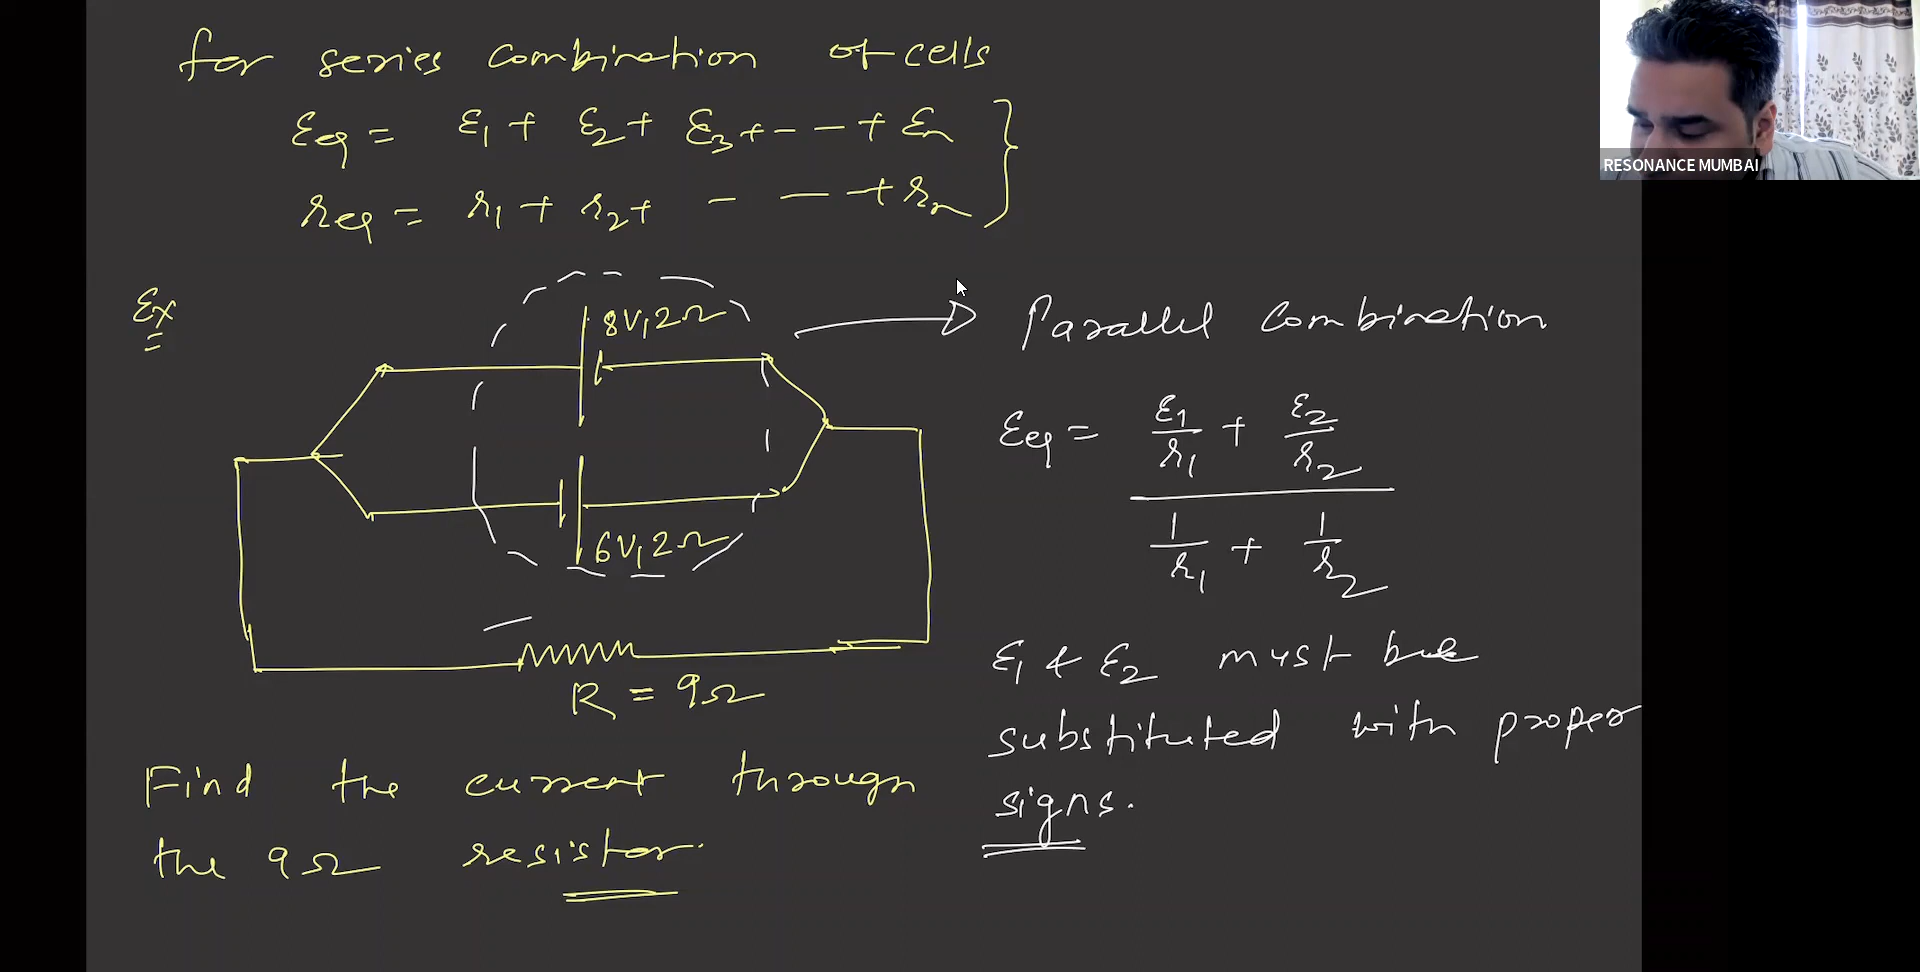 for series combination of cells
εeq = ε1 + ε2 + ε3 + - - + εn
req = r1 + r2 + - - + rn
Ex
8V, 2Ω
6V, 2Ω
R = 9Ω
Find the current through
the 9Ω resistor.
Parallel combination
εeq = ε1/r1 + ε2/r2
1/r1 + 1/r2
ε1 & ε2 must be
substituted with proper
signs.
RESONANCE MUMBAI